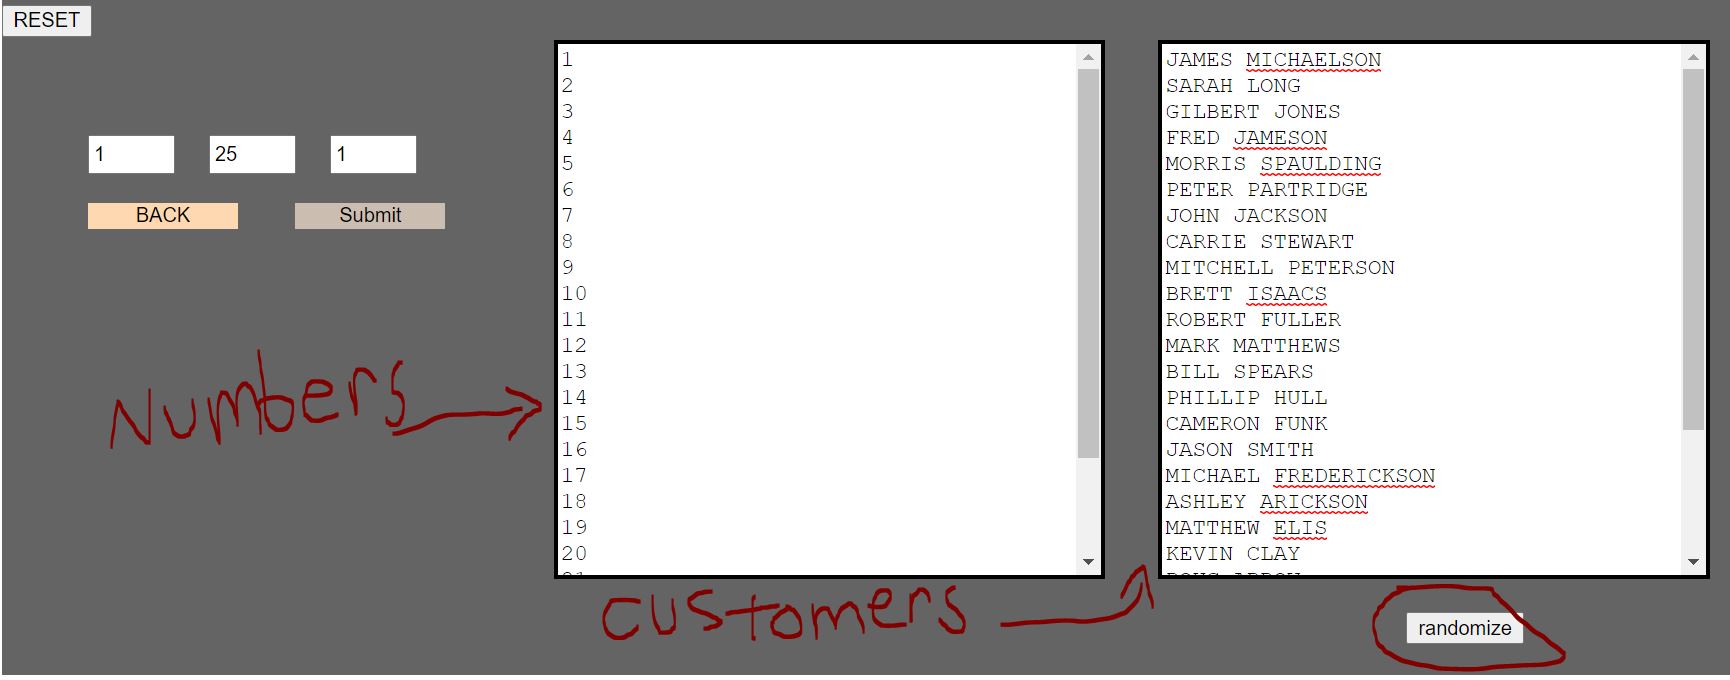 RESET
1 25 1
BACK Submit
1
2
3
4
5
6
7
8
9
10
11
12
13
14
15
16
17
18
19
20
JAMES MICHAELSON
SARAH LONG
GILBERT JONES
FRED JAMESON
MORRIS SPAULDING
PETER PARTRIDGE
JOHN JACKSON
CARRIE STEWART
MITCHELL PETERSON
BRETT ISAACS
ROBERT FULLER
MARK MATTHEWS
BILL SPEARS
PHILLIP HULL
CAMERON FUNK
JASON SMITH
MICHAEL FREDERICKSON
ASHLEY ARICKSON
MATTHEW ELIS
KEVIN CLAY
Numbers
Customers
randomize